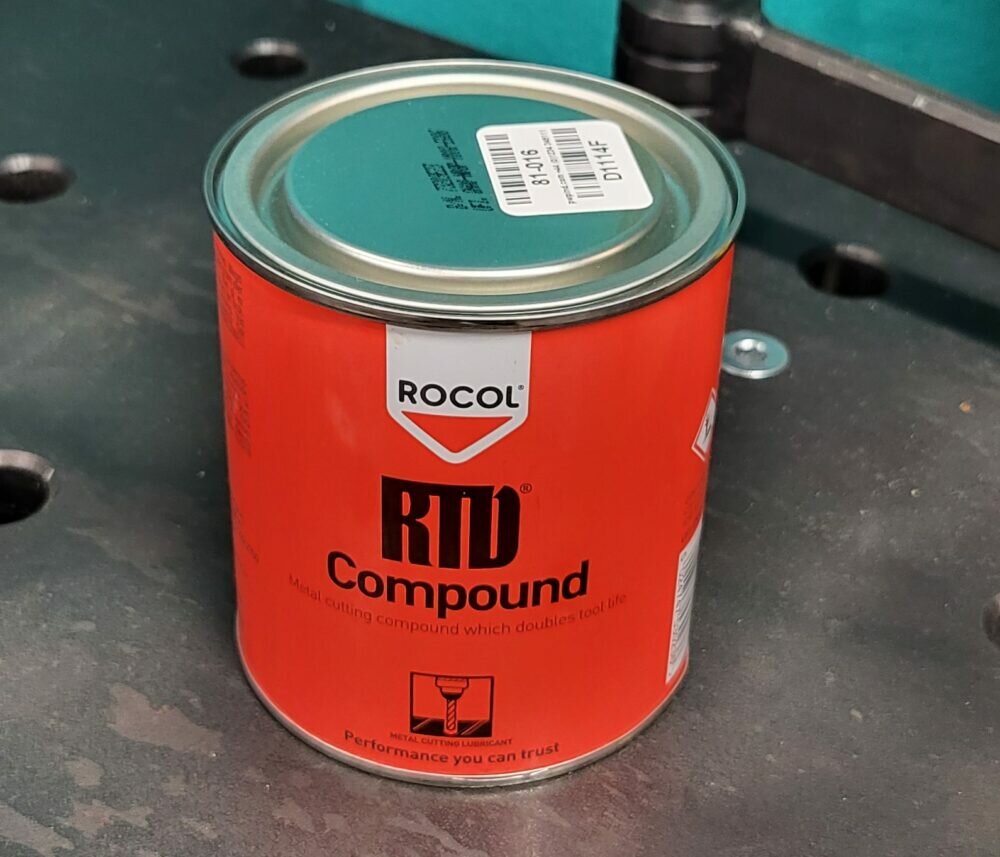 81-016
D1114F
ROCOL®
RTD®
Compound
Metal cutting compound which doubles tool life
METAL CUTTING LUBRICANT
Performance you can trust